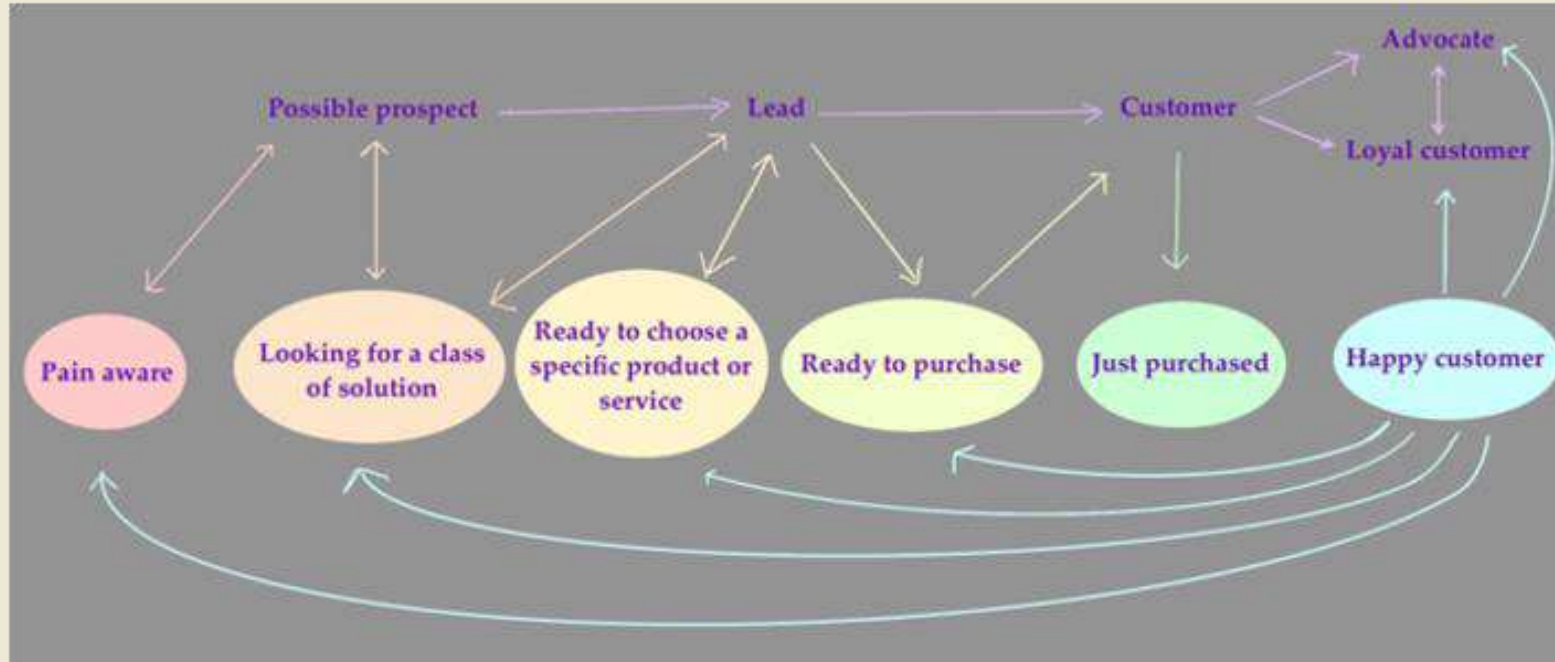 Advocate
Possible prospect
Lead
Customer
Loyal customer
Pain aware
Looking for a class
of solution
Ready to choose a
specific product or
service
Ready to purchase
Just purchased
Happy customer